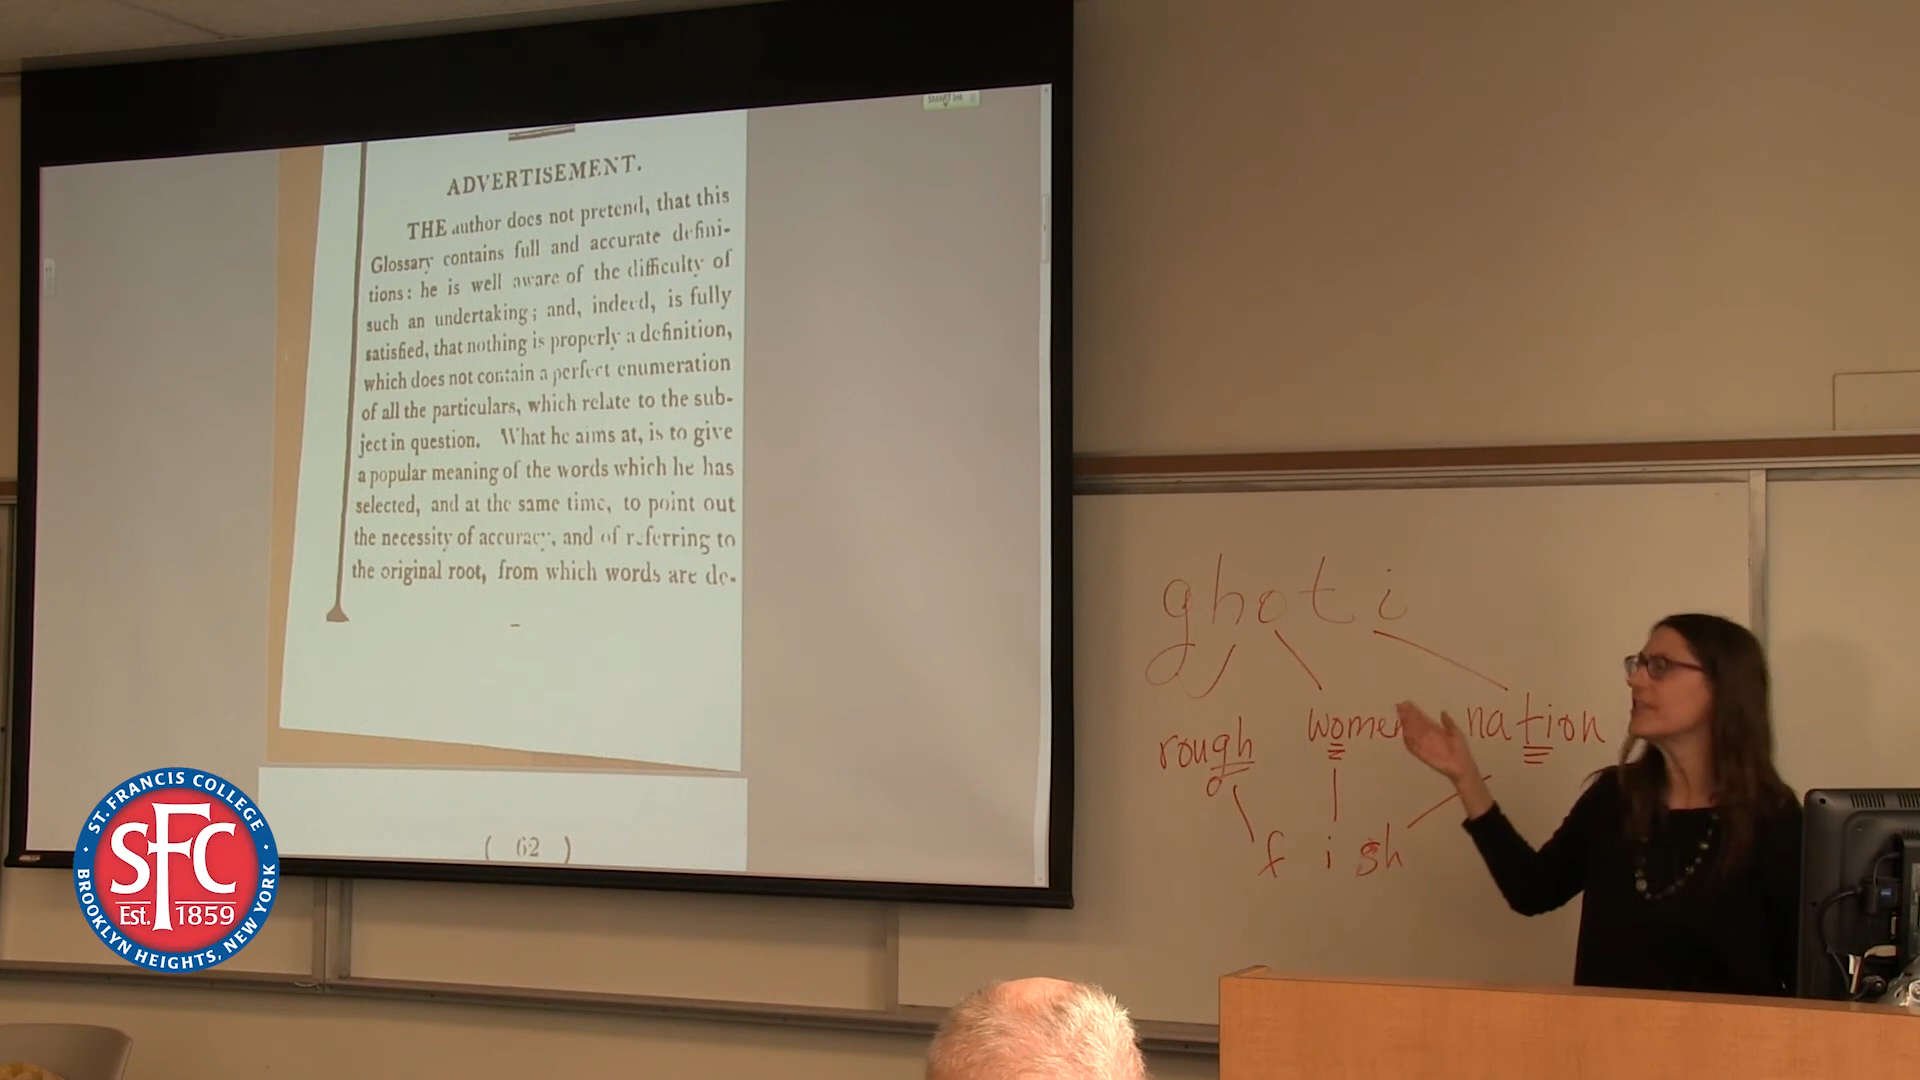 SMART Ink
ADVERTISEMENT.
THE author does not pretend, that this
Glossary contains full and accurate defini-
tions: he is well aware of the difficulty of
such an undertaking; and, indeed, is fully
satisfied, that nothing is properly a definition,
which does not contain a perfect enumeration
of all the particulars, which relate to the sub-
ject in question. What he aims at, is to give
a popular meaning of the words which he has
selected, and at the same time, to point out
the necessity of accuracy, and of referring to
the original root, from which words are de-
( 62 )
ghoti
rough women nation
f i sh
ST. FRANCIS COLLEGE
SFC
Est. 1859
BROOKLYN HEIGHTS, NEW YORK